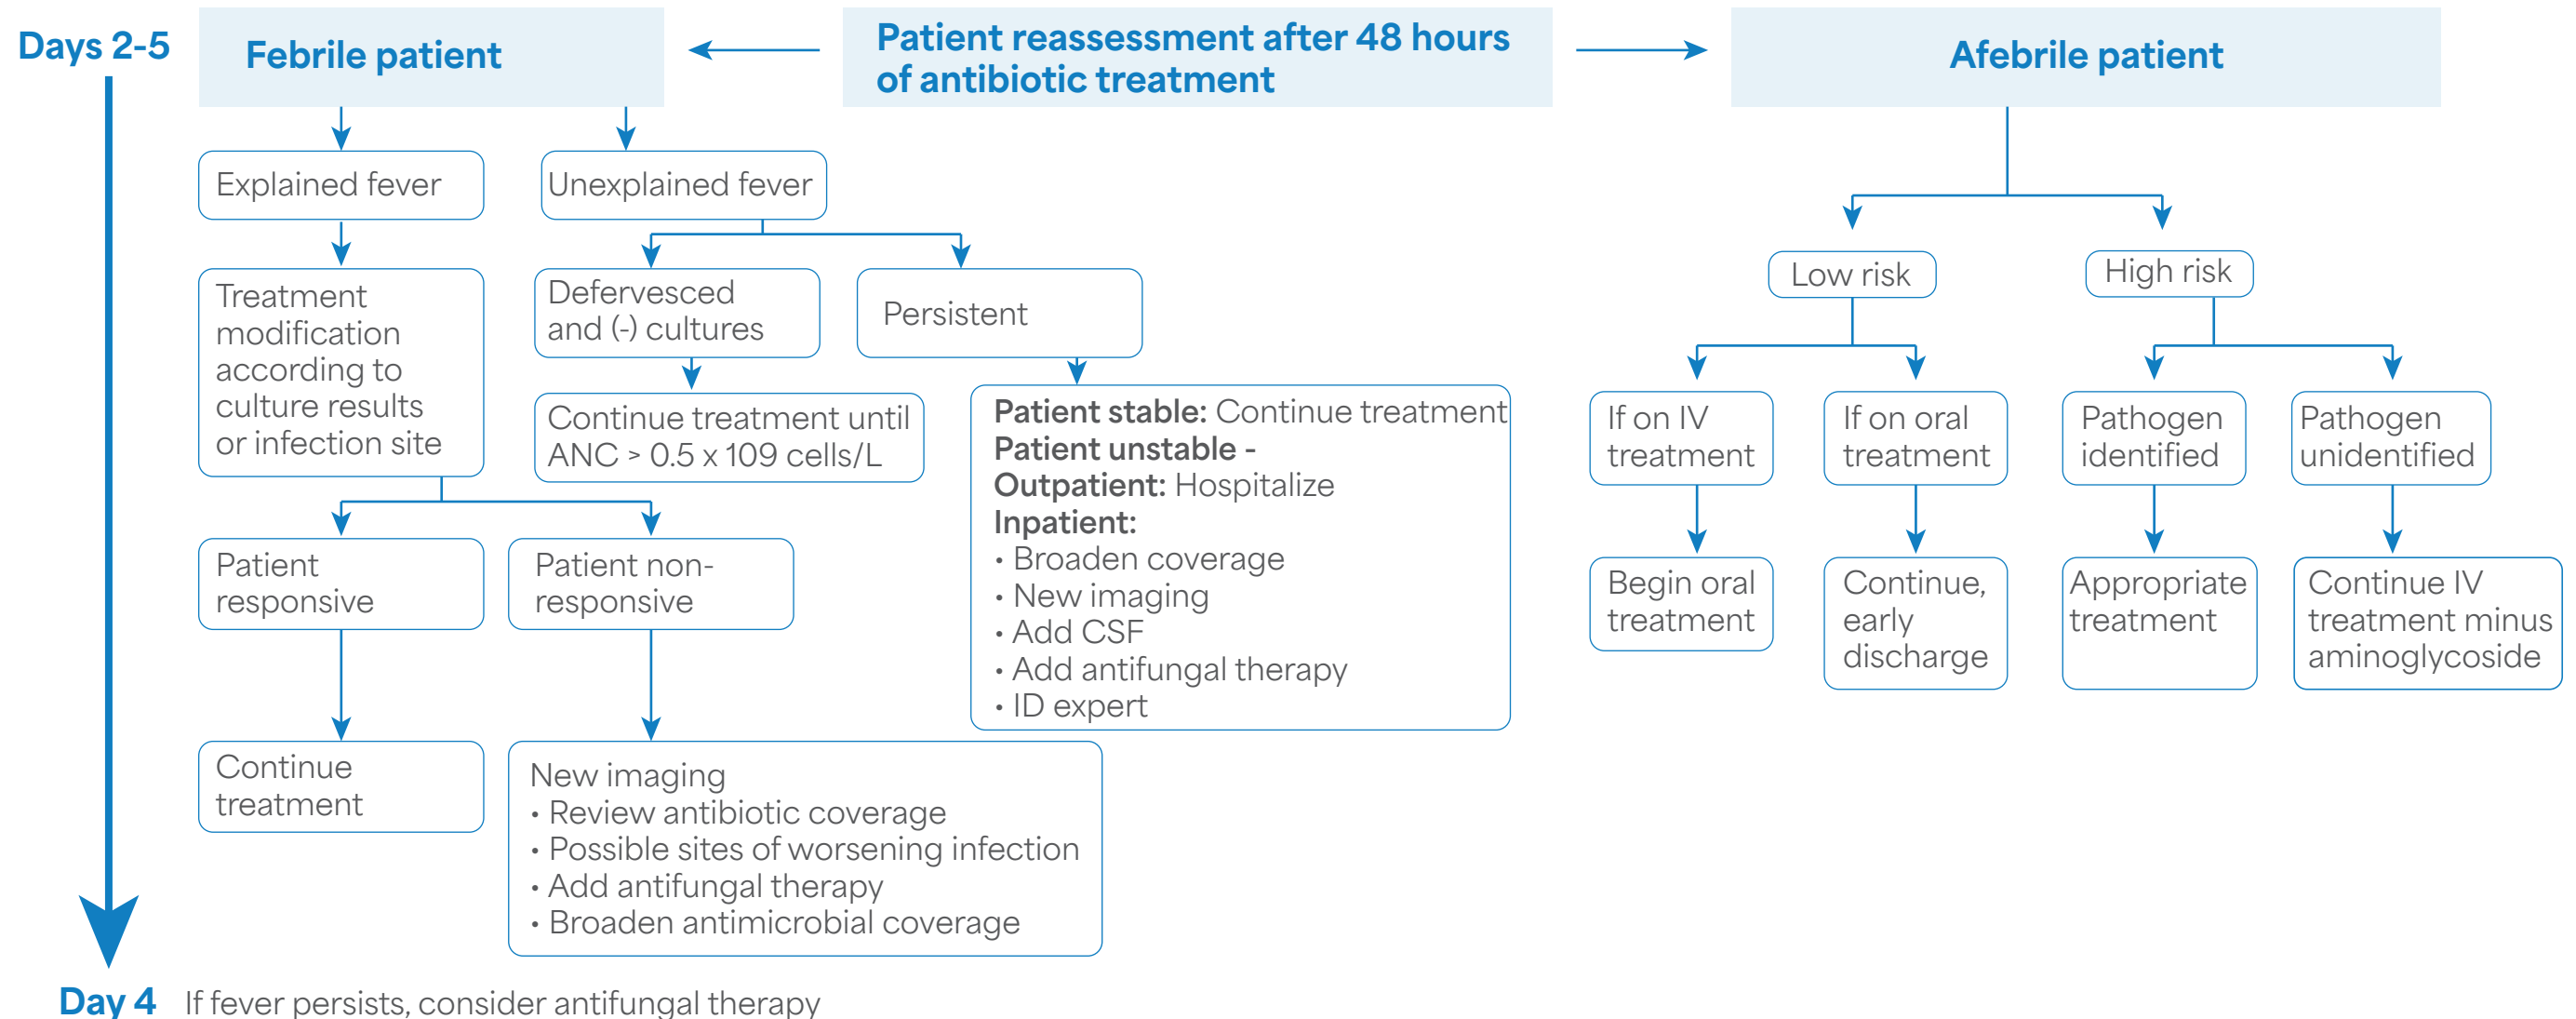 Days 2-5
Febrile patient
Patient reassessment after 48 hours
of antibiotic treatment
Afebrile patient
Explained fever
Unexplained fever
Treatment
modification
according to
culture results
or infection site
Defervesced
and (-) cultures
Persistent
Low risk
High risk
Continue treatment until
ANC > 0.5 x 109 cells/L
Patient stable: Continue treatment
Patient unstable -
Outpatient: Hospitalize
Inpatient:
• Broaden coverage
• New imaging
• Add CSF
• Add antifungal therapy
• ID expert
If on IV
treatment
If on oral
treatment
Pathogen
identified
Pathogen
unidentified
Patient
responsive
Patient non-
responsive
Begin oral
treatment
Continue,
early
discharge
Appropriate
treatment
Continue IV
treatment minus
aminoglycoside
Continue
treatment
New imaging
• Review antibiotic coverage
• Possible sites of worsening infection
• Add antifungal therapy
• Broaden antimicrobial coverage
Day 4 If fever persists, consider antifungal therapy